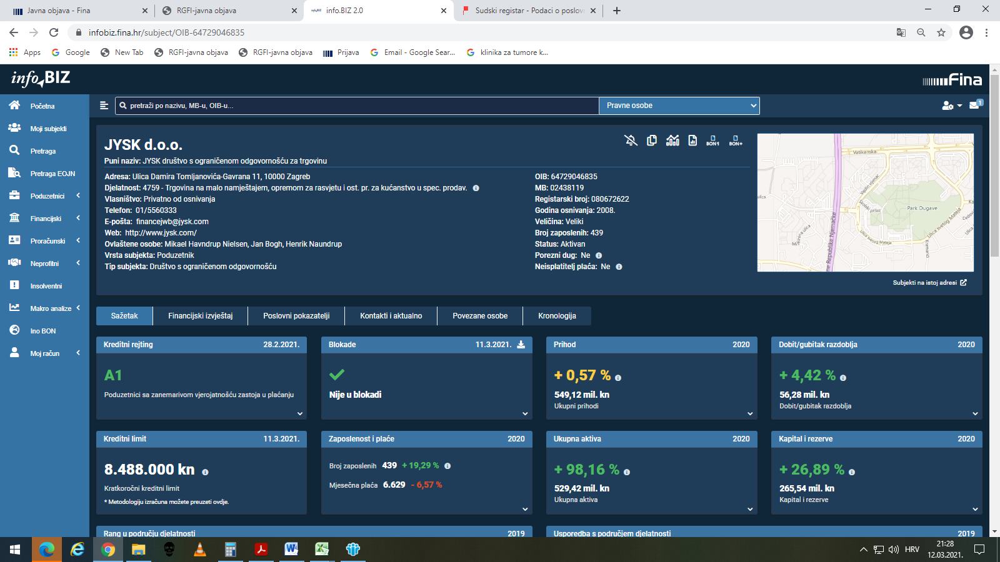 Javna objava - Fina
RGFI-javna objava
info.BIZ 2.0
Sudski registar - Podaci o poslov
infobiz.fina.hr/subject/OIB-64729046835
Apps
Google
New Tab
RGFI-javna objava
RGFI-javna objava
Prijava
Email - Google Sear...
klinika za tumore k...
info.BIZ
Fina
pretraži po nazivu, MB-u, OIB-u...
Pravne osobe
1
Početna
Moji subjekti
Pretraga
Pretraga EOJN
Poduzetnici
Financijski
Proračunski
Neprofitni
Insolventni
Makro analize
Ino BON
Moj račun
JYSK d.o.o.
BON1
BON+
Puni naziv: JYSK društvo s ograničenom odgovornošću za trgovinu
Adresa: Ulica Damira Tomljanovića-Gavrana 11, 10000 Zagreb
Djelatnost: 4759 - Trgovina na malo namještajem, opremom za rasvjetu i ost. pr. za kućanstvo u spec. prodav.
Vlasništvo: Privatno od osnivanja
Telefon: 01/5560333
E-pošta: financejwb@jysk.com
Web: http://www.jysk.com/
Ovlaštene osobe: Mikael Havndrup Nielsen, Jan Bogh, Henrik Naundrup
Vrsta subjekta: Poduzetnik
Tip subjekta: Društvo s ograničenom odgovornošću
OIB: 64729046835
MB: 02438119
Registarski broj: 080672622
Godina osnivanja: 2008.
Veličina: Veliki
Broj zaposlenih: 439
Status: Aktivan
Porezni dug: Ne
Neisplatitelj plaća: Ne
Vatikanska
Park Dugave
Ulica svetog Mateja
ne Republike Njemačke
Subjekti na istoj adresi
Sažetak
Financijski izvještaj
Poslovni pokazatelji
Kontakti i aktualno
Povezane osobe
Kronologija
Kreditni rejting 28.2.2021.
A1
Poduzetnici sa zanemarivom vjerojatnošću zastoja u plaćanju
Blokade 11.3.2021.
Nije u blokadi
Prihod 2020
+ 0,57 %
549,12 mil. kn
Ukupni prihodi
Dobit/gubitak razdoblja 2020
+ 4,42 %
56,28 mil. kn
Dobit/gubitak razdoblja
Kreditni limit 11.3.2021.
8.488.000 kn
Kratkoročni kreditni limit
* Metodologiju izračuna možete preuzeti ovdje.
Zaposlenost i plaće 2020
Broj zaposlenih 439 + 19,29 %
Mjesečna plaća 6.629 - 6,57 %
Ukupna aktiva 2020
+ 98,16 %
529,42 mil. kn
Ukupna aktiva
Kapital i rezerve 2020
+ 26,89 %
265,54 mil. kn
Kapital i rezerve
Rang u području djelatnosti 2019
Usporedba s područjem djelatnosti 2019
HRV
21:28
12.03.2021.